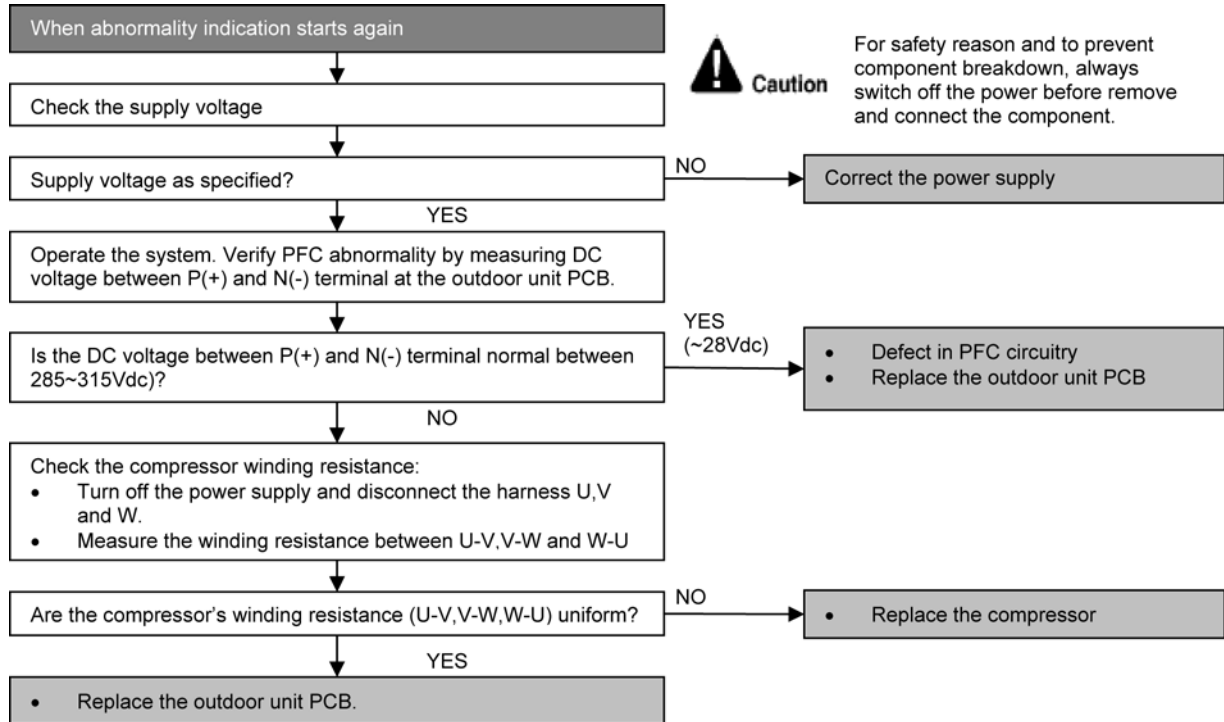 When abnormality indication starts again
Caution
For safety reason and to prevent
component breakdown, always
switch off the power before remove
and connect the component.
Check the supply voltage
Supply voltage as specified?
NO
Correct the power supply
YES
Operate the system. Verify PFC abnormality by measuring DC
voltage between P(+) and N(-) terminal at the outdoor unit PCB.
Is the DC voltage between P(+) and N(-) terminal normal between
285~315Vdc)?
YES
(~28Vdc)
• Defect in PFC circuitry
• Replace the outdoor unit PCB
NO
Check the compressor winding resistance:
• Turn off the power supply and disconnect the harness U,V
and W.
• Measure the winding resistance between U-V,V-W and W-U
Are the compressor's winding resistance (U-V,V-W,W-U) uniform?
NO
• Replace the compressor
YES
• Replace the outdoor unit PCB.